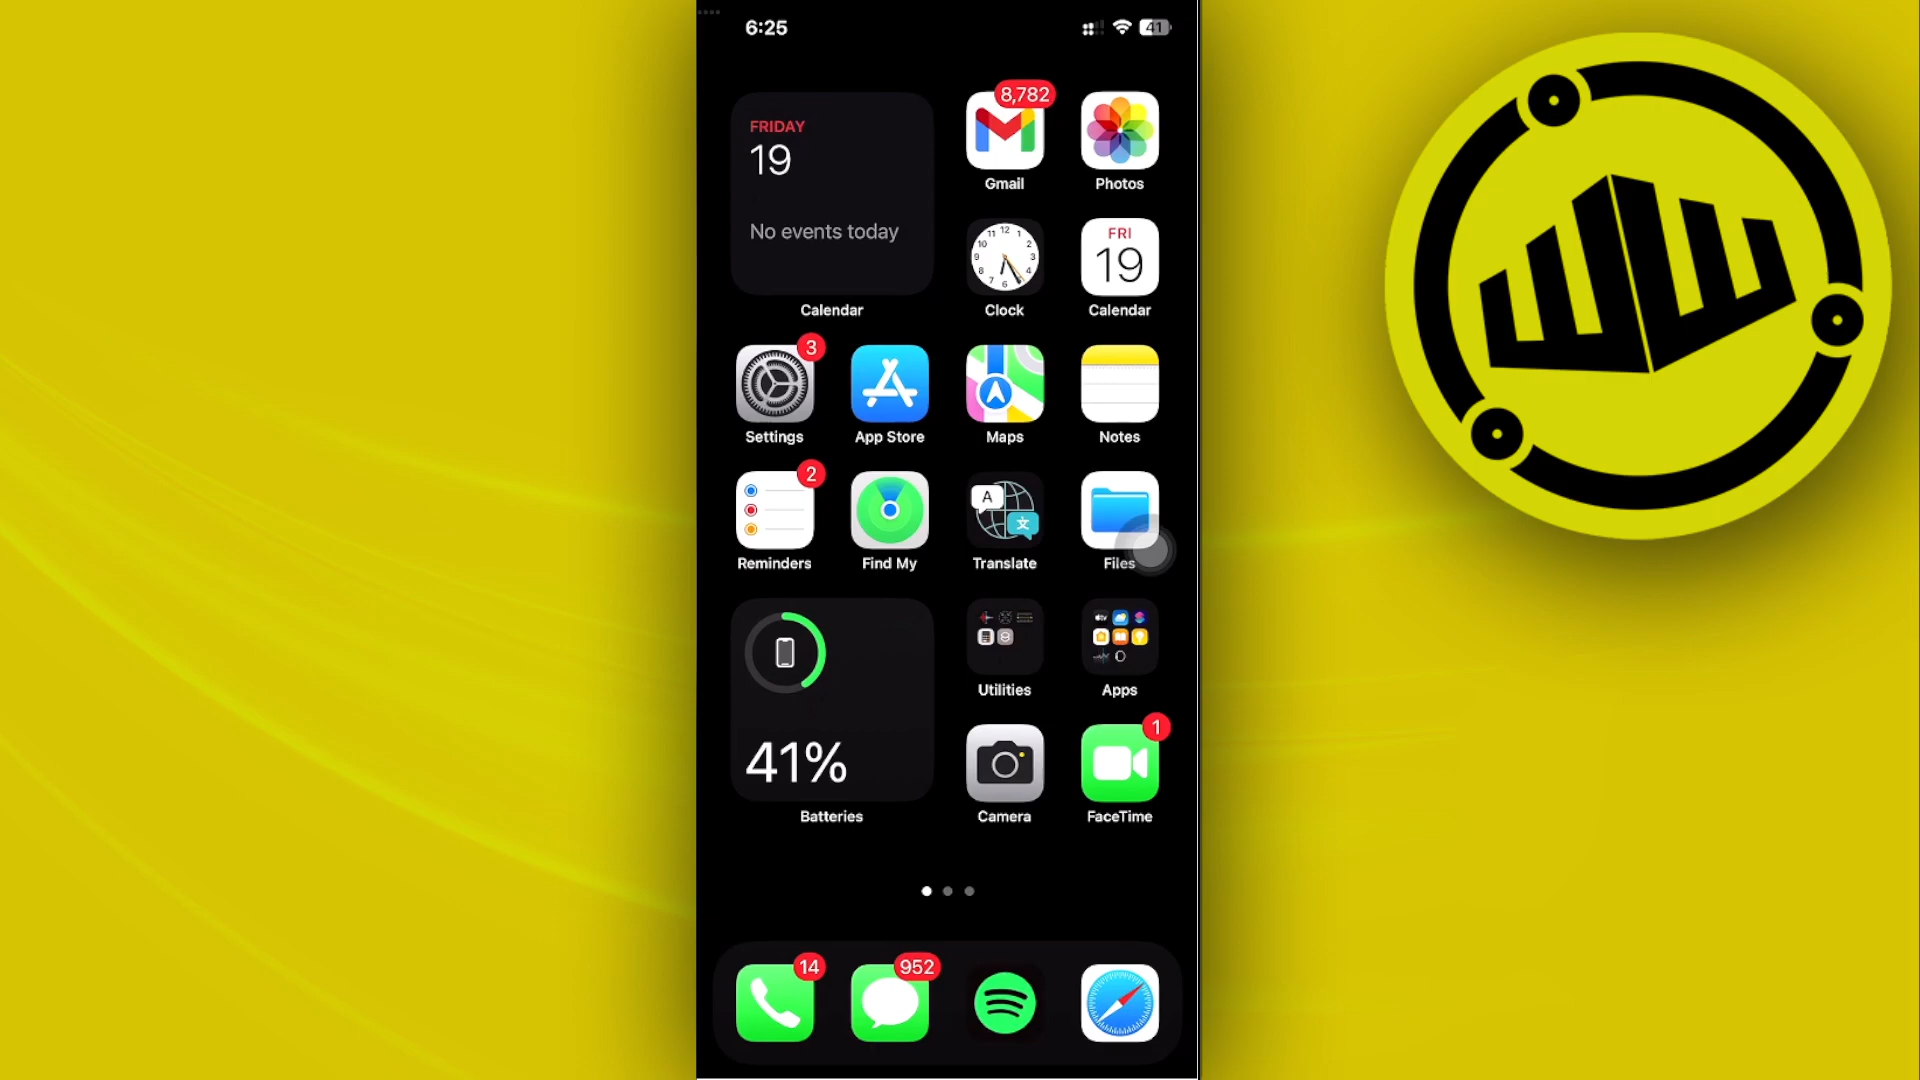 6:25
41
FRIDAY
19
No events today
Calendar
8,782
Gmail
Photos
Clock
FRI
19
Calendar
3
Settings
App Store
Maps
Notes
2
Reminders
Find My
A
文
Translate
Files
41%
Batteries
Utilities
Apps
Camera
1
FaceTime
14
952